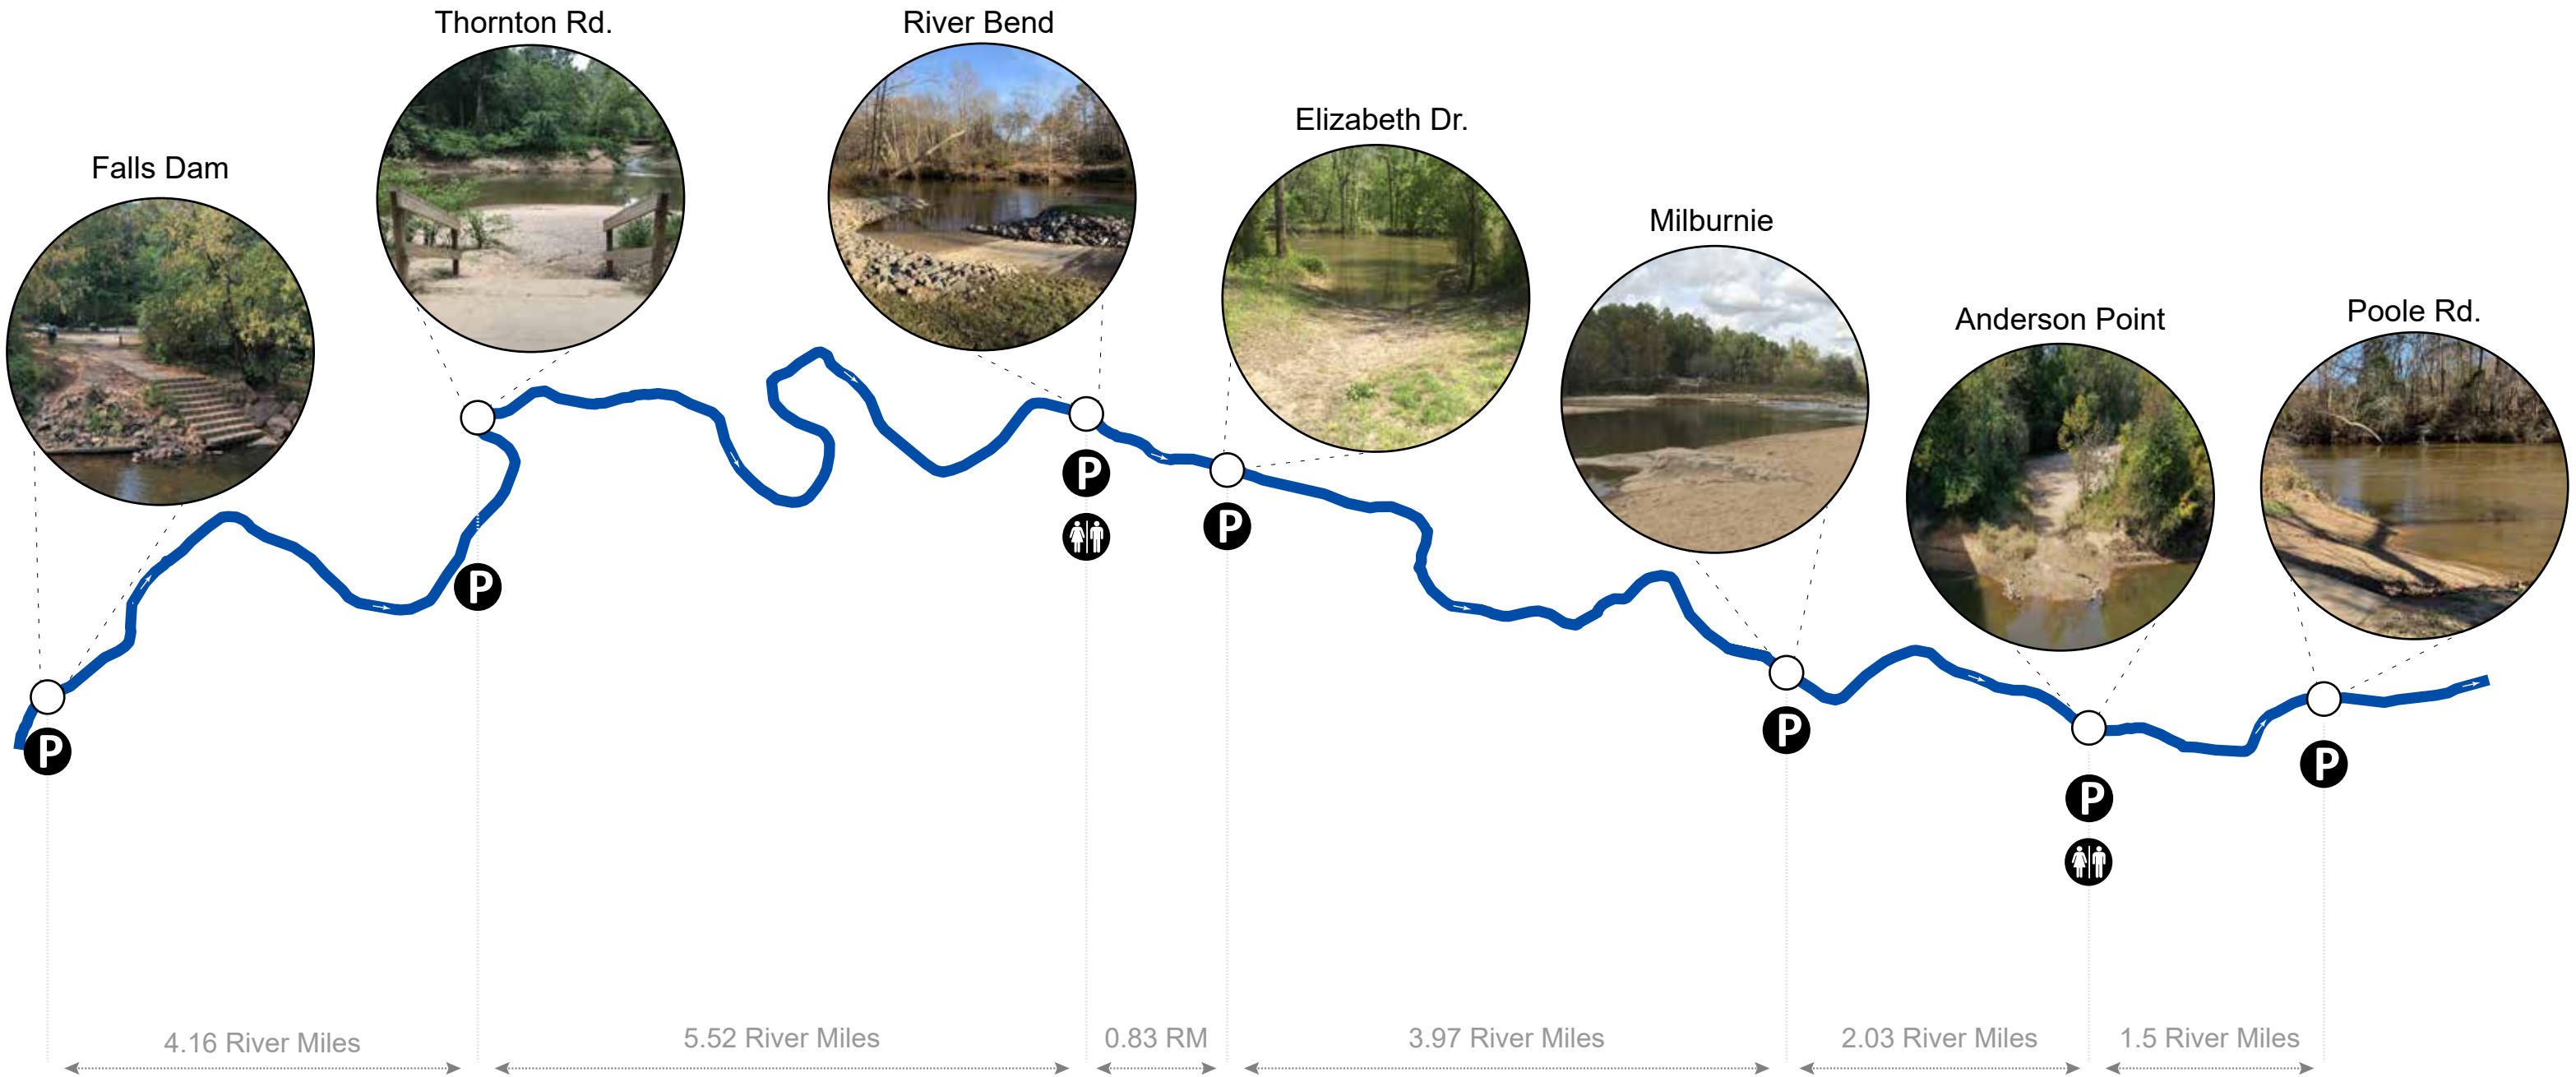 Thornton Rd.
River Bend
Elizabeth Dr.
Falls Dam
Milburnie
Anderson Point
Poole Rd.
P
P
P
P
P
P
P
4.16 River Miles
5.52 River Miles
0.83 RM
3.97 River Miles
2.03 River Miles
1.5 River Miles